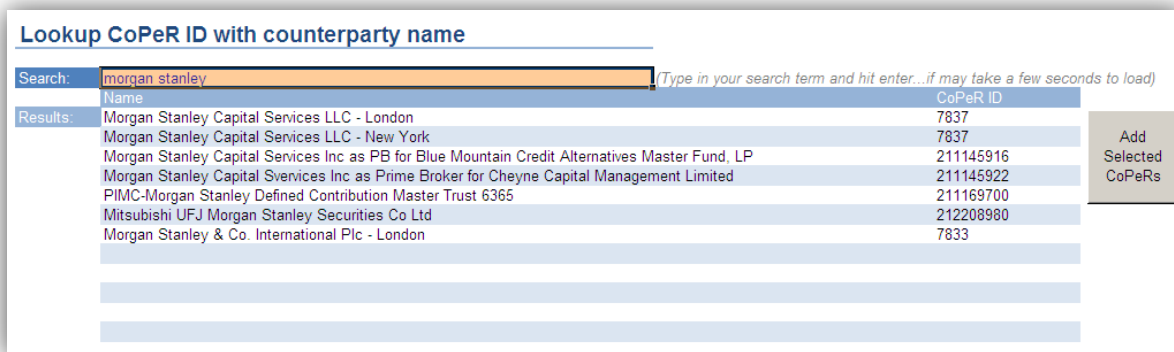 Lookup CoPeR ID with counterparty name
Search: morgan stanley (Type in your search term and hit enter...if may take a few seconds to load)
Name CoPeR ID
Results: Morgan Stanley Capital Services LLC - London 7837
Morgan Stanley Capital Services LLC - New York 7837
Morgan Stanley Capital Services Inc as PB for Blue Mountain Credit Alternatives Master Fund, LP 211145916
Morgan Stanley Capital Svervices Inc as Prime Broker for Cheyne Capital Management Limited 211145922
PIMC-Morgan Stanley Defined Contribution Master Trust 6365 211169700
Mitsubishi UFJ Morgan Stanley Securities Co Ltd 212208980
Morgan Stanley & Co. International Plc - London 7833
Add
Selected
CoPeRs